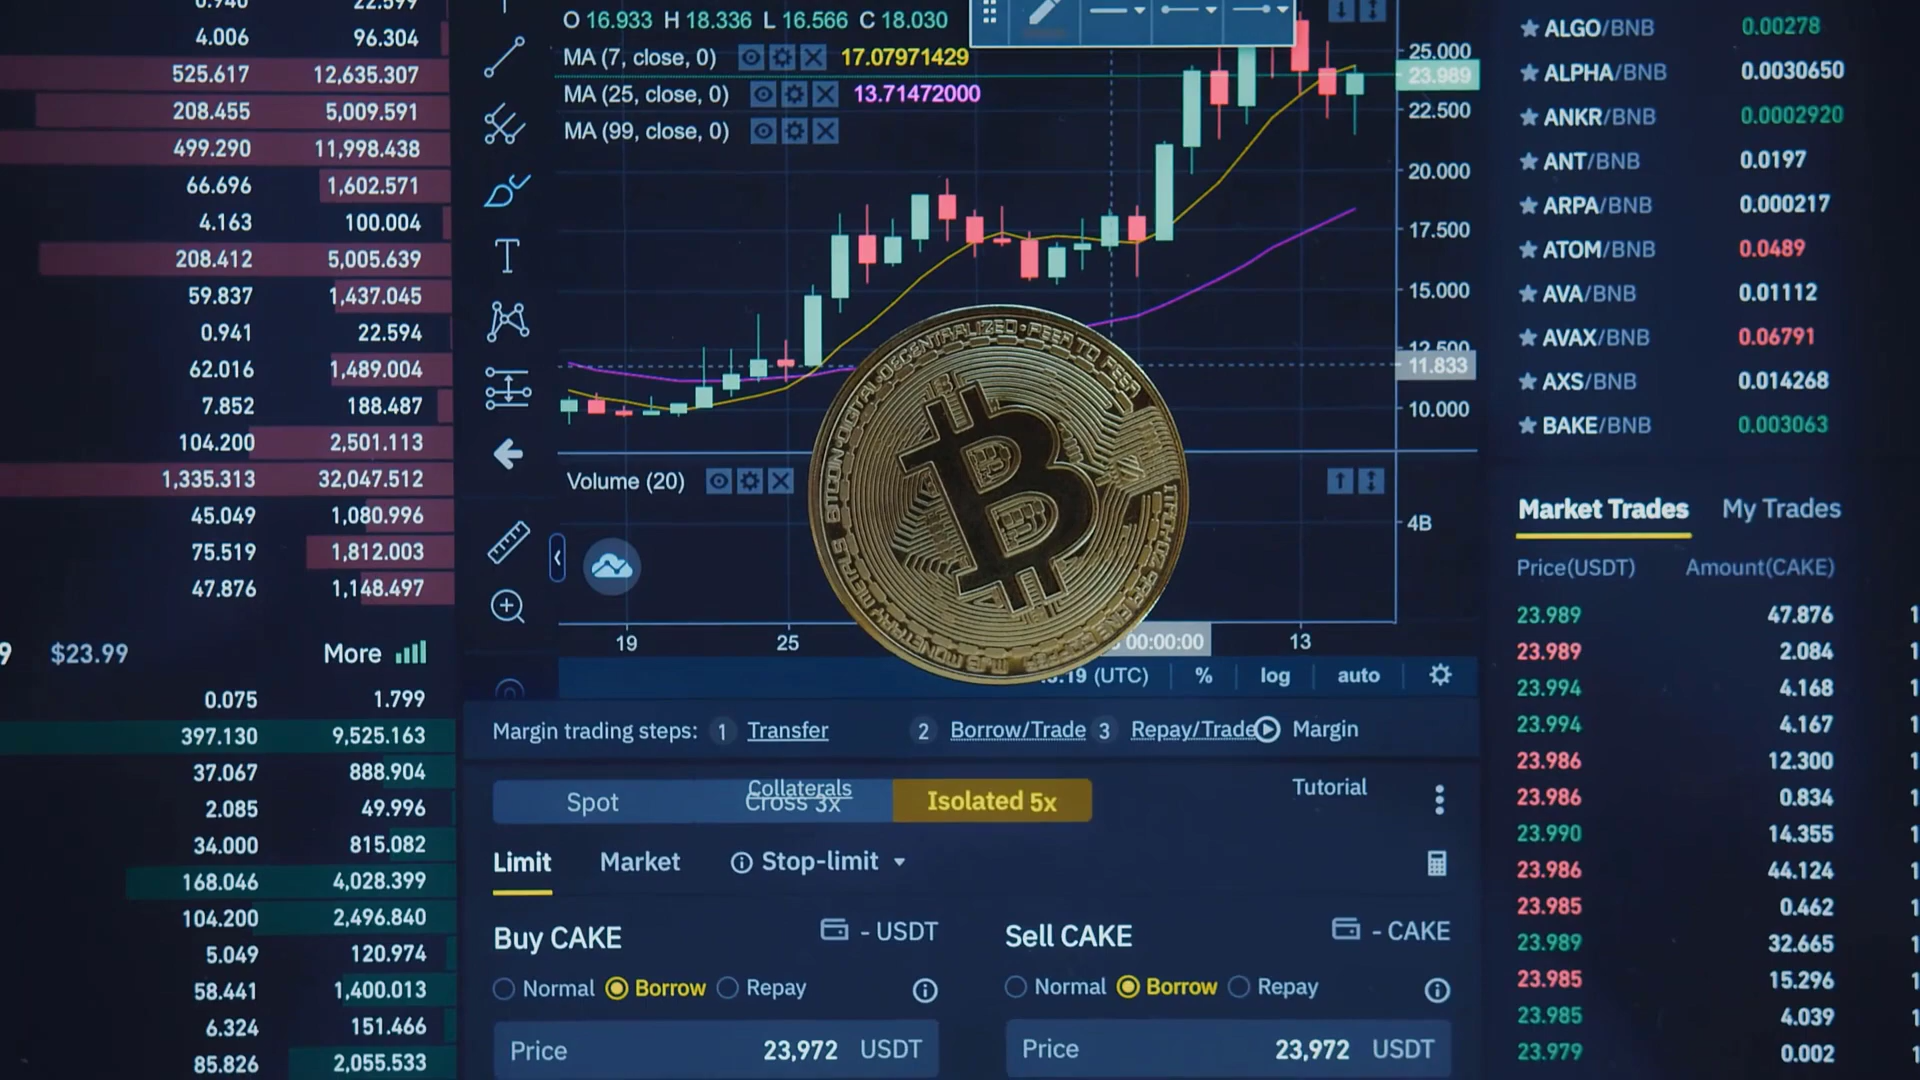 0.940 22.599
4.006 96.304
525.617 12,635.307
208.455 5,009.591
499.290 11,998.438
66.696 1,602.571
4.163 100.004
208.412 5,005.639
59.837 1,437.045
0.941 22.594
62.016 1,489.004
7.852 188.487
104.200 2,501.113
1,335.313 32,047.512
45.049 1,080.996
75.519 1,812.003
47.876 1,148.497
9 $23.99 More
0.075 1.799
397.130 9,525.163
37.067 888.904
2.085 49.996
34.000 815.082
168.046 4,028.399
104.200 2,496.840
5.049 120.974
58.441 1,400.013
6.324 151.466
85.826 2,055.533
O 16.933 H 18.336 L 16.566 C 18.030
MA (7, close, 0) 17.07971429
MA (25, close, 0) 13.71472000
MA (99, close, 0)
25.000
23.989
22.500
20.000
17.500
15.000
12.500
11.833
10.000
Volume (20)
4B
BITCOIN•DIGITAL•DECENTRALIZED•PEER TO PEER
B
19 25 00:00:00 13
19 (UTC) % log auto
Margin trading steps: 1 Transfer 2 Borrow/Trade 3 Repay/Trade Margin
Collaterals Tutorial
Spot Cross 3x Isolated 5x
Limit Market Stop-limit
Buy CAKE - USDT Sell CAKE - CAKE
Normal Borrow Repay Normal Borrow Repay
Price 23,972 USDT Price 23,972 USDT
ALGO/BNB 0.00278
ALPHA/BNB 0.0030650
ANKR/BNB 0.0002920
ANT/BNB 0.0197
ARPA/BNB 0.000217
ATOM/BNB 0.0489
AVA/BNB 0.01112
AVAX/BNB 0.06791
AXS/BNB 0.014268
BAKE/BNB 0.003063
Market Trades My Trades
Price(USDT) Amount(CAKE)
23.989 47.876
23.989 2.084
23.994 4.168
23.994 4.167
23.986 12.300
23.986 0.834
23.990 14.355
23.986 44.124
23.985 0.462
23.989 32.665
23.985 15.296
23.985 4.039
23.979 0.002